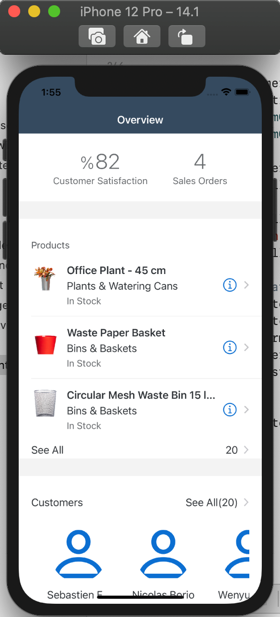 iPhone 12 Pro – 14.1
1:55
Overview
%82
4
Customer Satisfaction
Sales Orders
Products
Office Plant - 45 cm
Plants & Watering Cans
In Stock
Waste Paper Basket
Bins & Baskets
In Stock
Circular Mesh Waste Bin 15 l...
Bins & Baskets
In Stock
See All
20
Customers
See All(20)
Sebastien
Nicolas
Wenyu